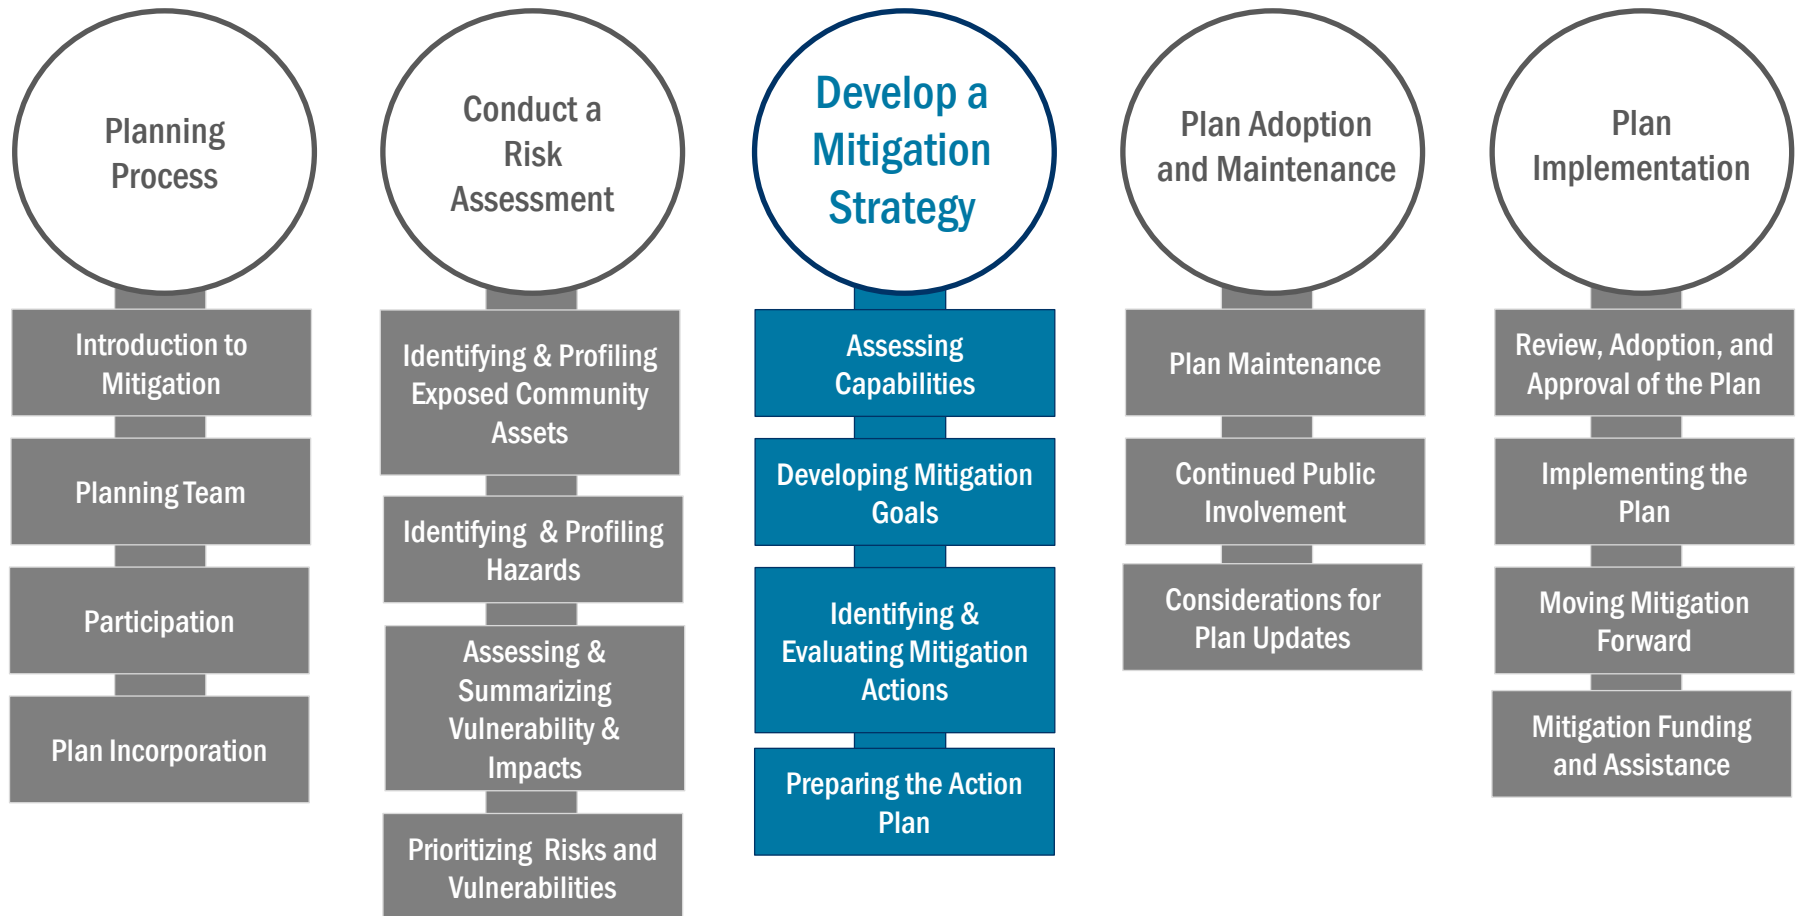 Planning
Process
Introduction to
Mitigation
Planning Team
Participation
Plan Incorporation
Conduct a
Risk
Assessment
Identifying & Profiling
Exposed Community
Assets
Identifying & Profiling
Hazards
Assessing &
Summarizing
Vulnerability &
Impacts
Prioritizing Risks and
Vulnerabilities
Develop a
Mitigation
Strategy
Assessing
Capabilities
Developing Mitigation
Goals
Identifying &
Evaluating Mitigation
Actions
Preparing the Action
Plan
Plan Adoption
and Maintenance
Plan Maintenance
Continued Public
Involvement
Considerations for
Plan Updates
Plan
Implementation
Review, Adoption, and
Approval of the Plan
Implementing the
Plan
Moving Mitigation
Forward
Mitigation Funding
and Assistance